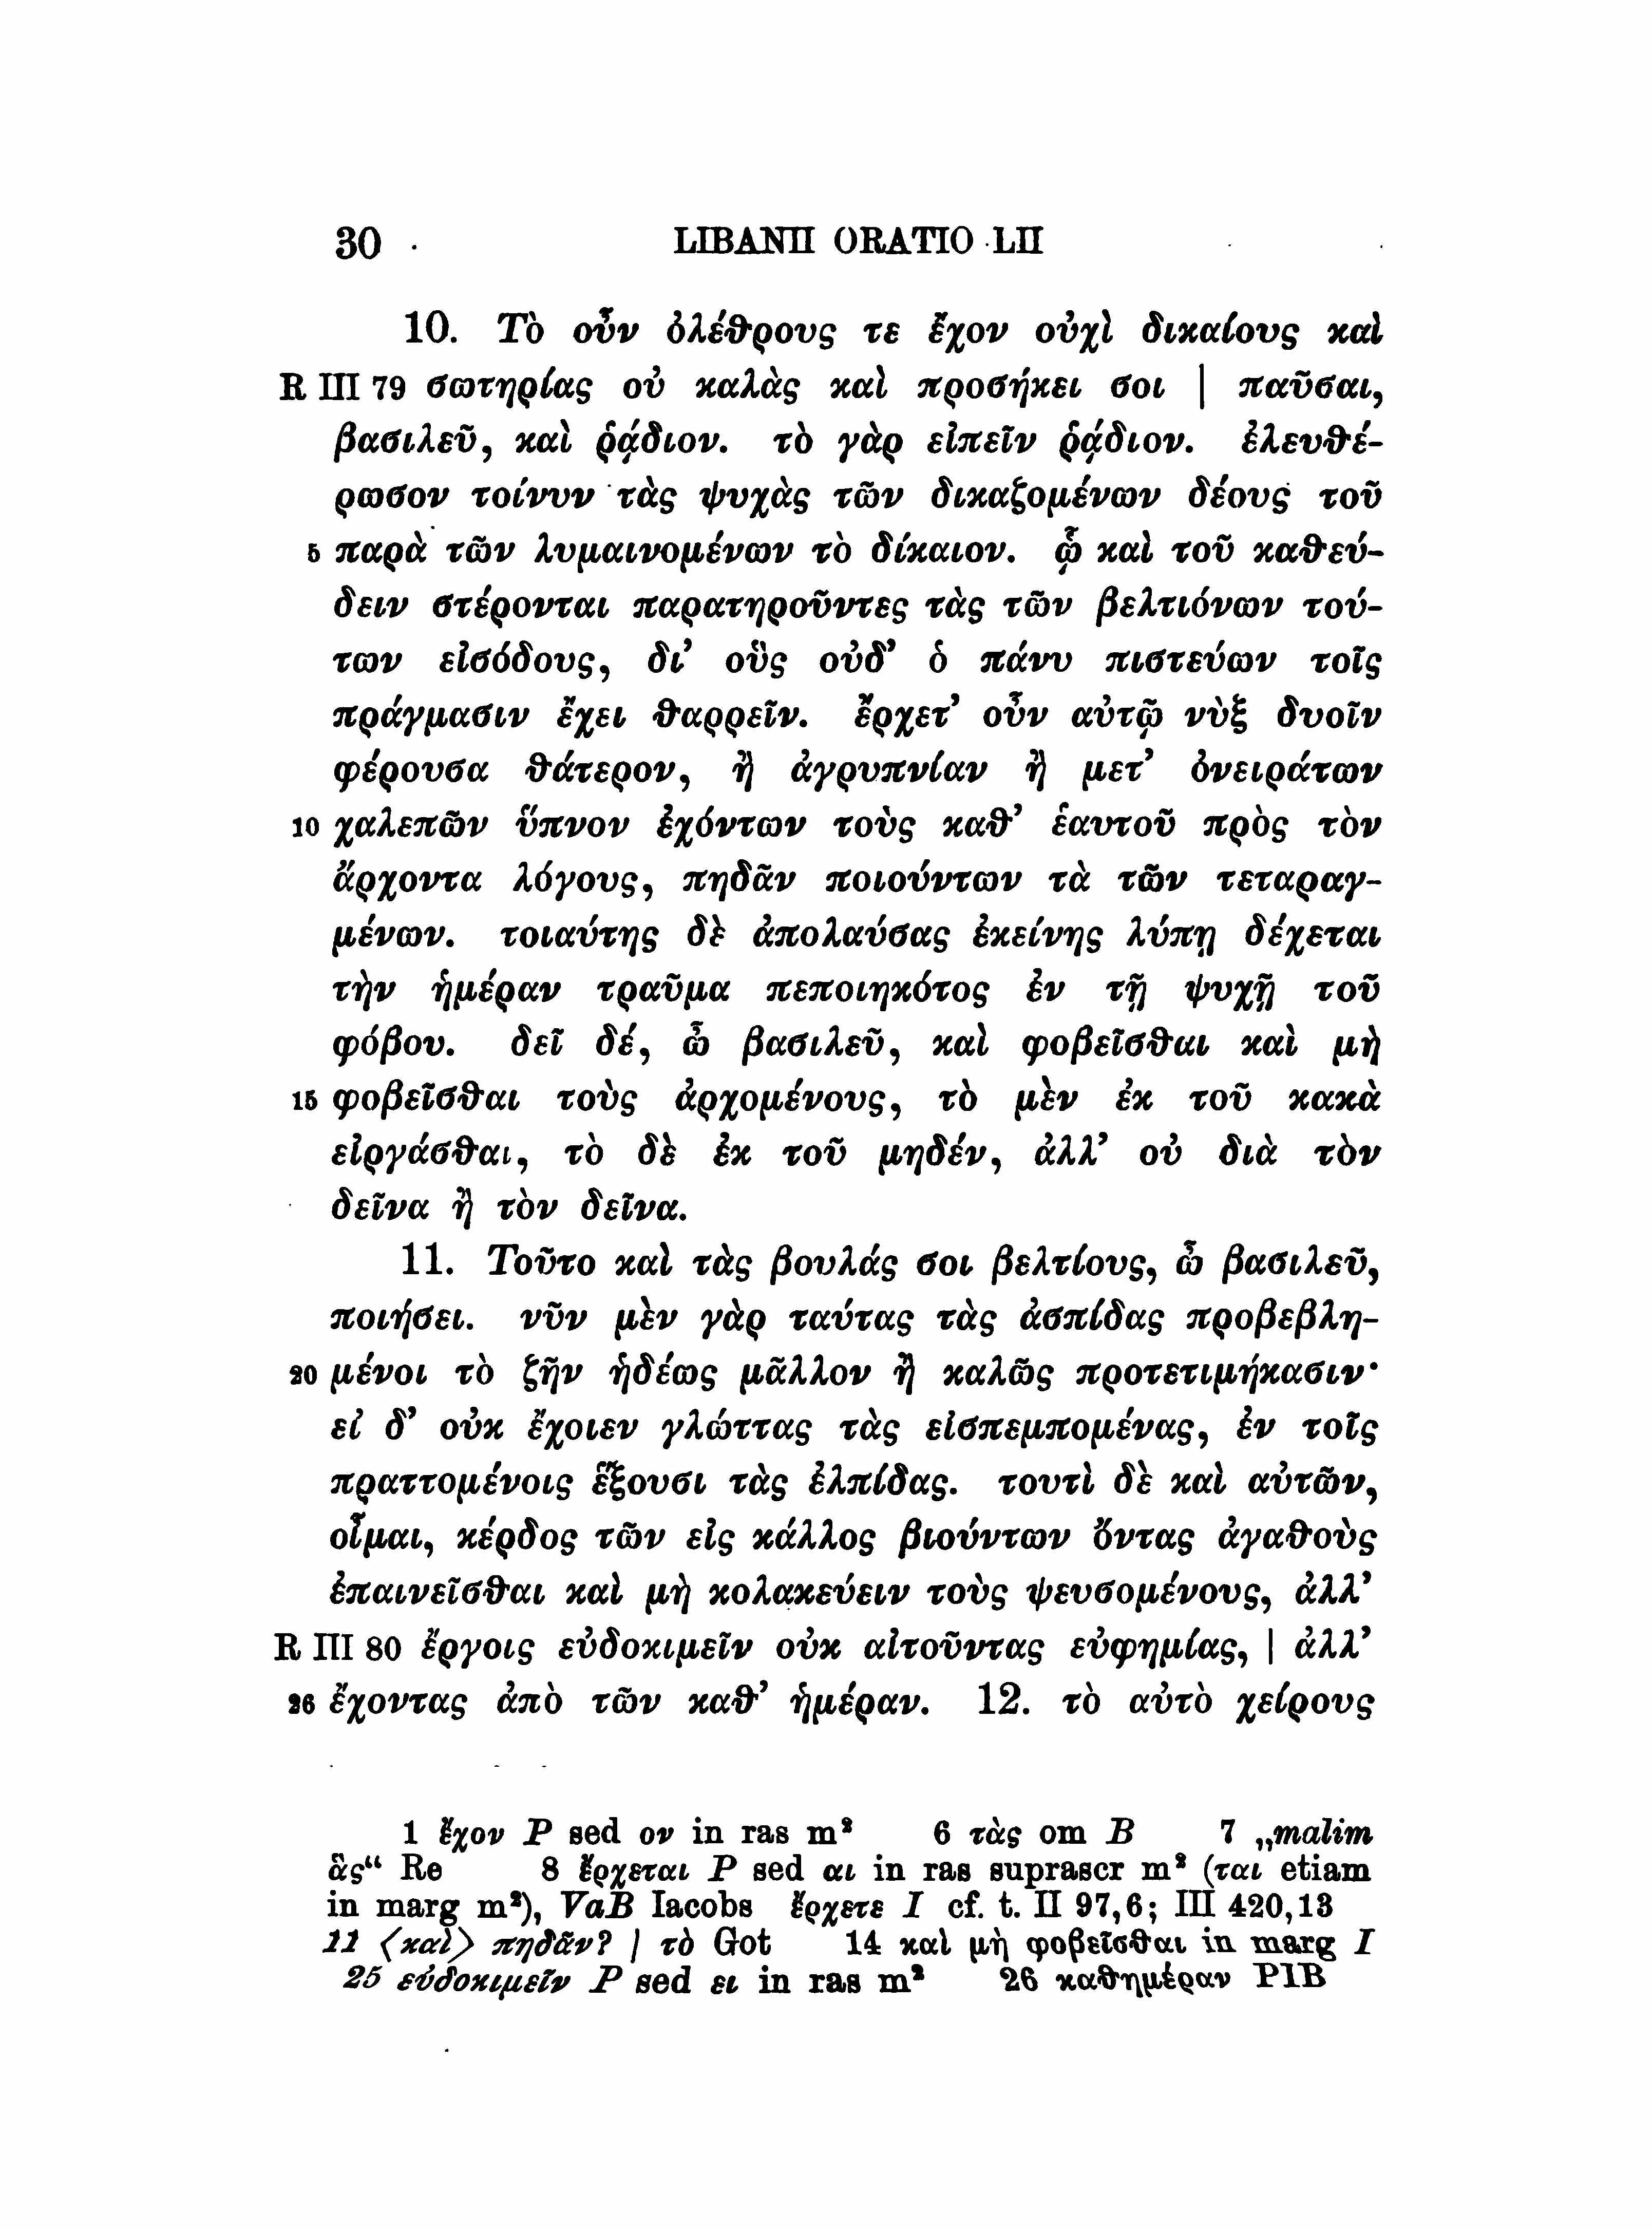 30 LIBANII ORATIO LII
10. Τὸ οὖν ὀλέθρους τε ἔχον οὐχὶ δικαίους καὶ
R III 79 σωτηρίας οὐ καλὰς καὶ προσήκει σοι | παῦσαι,
βασιλεῦ, καὶ ῥᾴδιον. τὸ γὰρ εἰπεῖν ῥᾴδιον. ἐλευθέ-
ρωσον τοίνυν τὰς ψυχὰς τῶν δικαζομένων δέους τοῦ
5 παρὰ τῶν λυμαινομένων τὸ δίκαιον. ᾧ καὶ τοῦ καθεύ-
δειν στέρονται παρατηροῦντες τὰς τῶν βελτιόνων τού-
των εἰσόδους, δι’ οὓς οὐδ’ ὁ πάνυ πιστεύων τοῖς
πράγμασιν ἔχει θαρρεῖν. ἔρχετ’ οὖν αὐτῷ νὺξ δυοῖν
φέρουσα θάτερον, ἢ ἀγρυπνίαν ἢ μετ’ ὀνειράτων
10 χαλεπῶν ὕπνον ἐχόντων τοὺς καθ’ ἑαυτοῦ πρὸς τὸν
ἄρχοντα λόγους, πηδᾶν ποιούντων τὰ τῶν τεταραγ-
μένων. τοιαύτης δὲ ἀπολαύσας ἐκείνης λύπῃ δέχεται
τὴν ἡμέραν τραῦμα πεποιηκότος ἐν τῇ ψυχῇ τοῦ
φόβου. δεῖ δέ, ὦ βασιλεῦ, καὶ φοβεῖσθαι καὶ μὴ
15 φοβεῖσθαι τοὺς ἀρχομένους, τὸ μὲν ἐκ τοῦ κακὰ
εἰργάσθαι, τὸ δὲ ἐκ τοῦ μηδέν, ἀλλ’ οὐ διὰ τὸν
δεῖνα ἢ τὸν δεῖνα.
11. Τοῦτο καὶ τὰς βουλάς σοι βελτίους, ὦ βασιλεῦ,
ποιήσει. νῦν μὲν γὰρ ταύτας τὰς ἀσπίδας προβεβλη-
20 μένοι τὸ ζῆν ἡδέως μᾶλλον ἢ καλῶς προτετιμήκασιν·
εἰ δ’ οὐκ ἔχοιεν γλώττας τὰς εἰσπεμπομένας, ἐν τοῖς
πραττομένοις ἕξουσι τὰς ἐλπίδας. τουτὶ δὲ καὶ αὐτῶν,
οἶμαι, κέρδος τῶν εἰς κάλλος βιούντων ὄντας ἀγαθοὺς
ἐπαινεῖσθαι καὶ μὴ κολακεύειν τοὺς ψευσομένους, ἀλλ’
R III 80 ἔργοις εὐδοκιμεῖν οὐκ αἰτοῦντας εὐφημίας, | ἀλλ’
26 ἔχοντας ἀπὸ τῶν καθ’ ἡμέραν. 12. τὸ αὐτὸ χείρους
1 ἔχον P sed ον in ras m² 6 τὰς om B 7 „malim
ἃς“ Re 8 ἔρχεται P sed αι in ras suprascr m² (ται etiam
in marg m²), VaB Iacobs ἔρχετε I cf. t. II 97,6; III 420,13
11 ⟨καὶ⟩ πηδᾶν? | τὸ Got 14 καὶ μὴ φοβεῖσθαι in marg I
25 εὐδοκιμεῖν P sed ει in ras m² 26 καθημέραν PIB